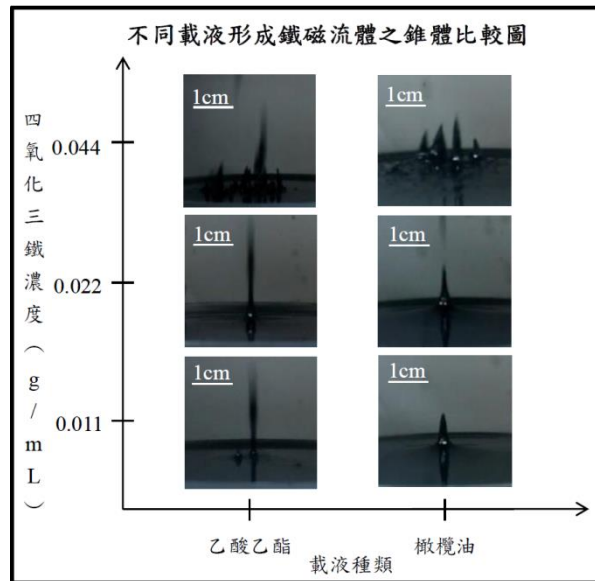 不同載液形成鐵磁流體之錐體比較圖
四氧化三鐵濃度（g/mL）
0.044
1cm
1cm
0.022
1cm
1cm
0.011
1cm
1cm
乙酸乙酯
橄欖油
載液種類